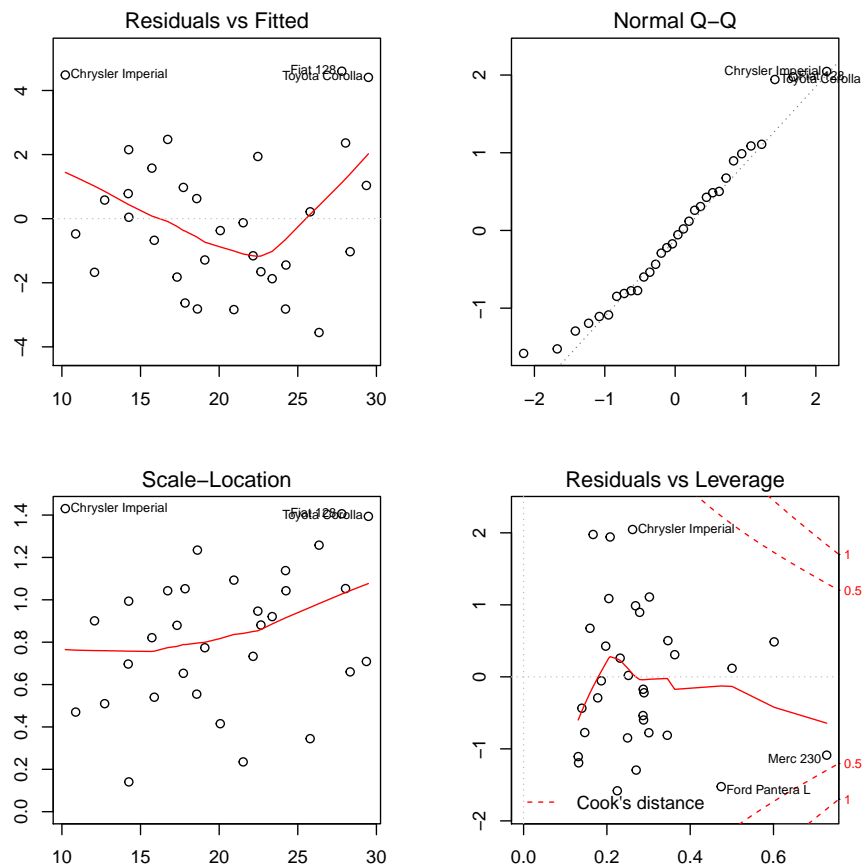 Residuals vs Fitted
Chrysler Imperial
Fiat 128
Toyota Corolla
4
2
0
−2
−4
10 15 20 25 30
Normal Q−Q
Chrysler Imperial
Fiat 128
Toyota Corolla
2
1
0
−1
−2 −1 0 1 2
Scale−Location
Chrysler Imperial
Fiat 128
Toyota Corolla
1.4
1.2
1.0
0.8
0.6
0.4
0.2
0.0
10 15 20 25 30
Residuals vs Leverage
Chrysler Imperial
2
1
0
−1
−2
1
0.5
0.5
1
Merc 230
Ford Pantera L
Cook's distance
0.0 0.2 0.4 0.6